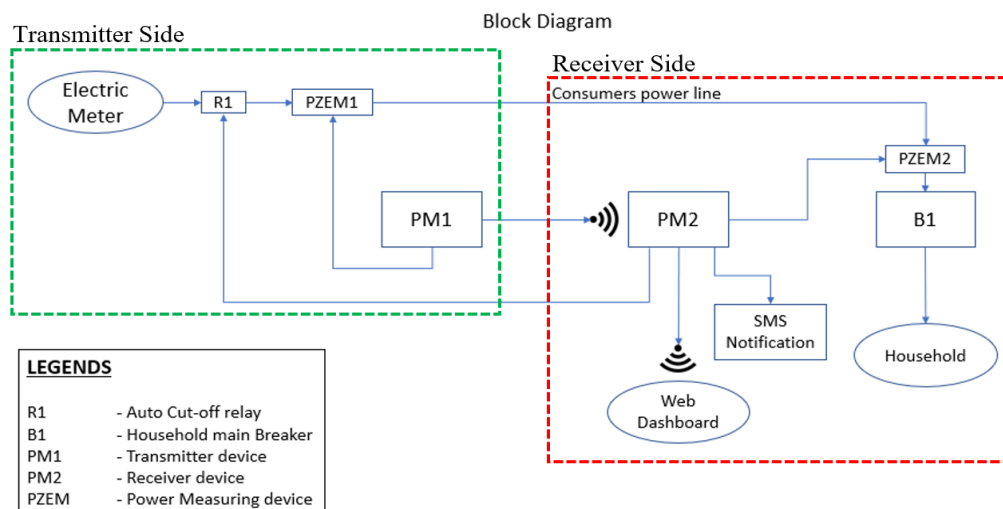 Block Diagram
Transmitter Side
Receiver Side
Electric
Meter
R1
PZEM1
Consumers power line
PZEM2
PM1
PM2
B1
SMS
Notification
Household
Web
Dashboard
LEGENDS
R1 - Auto Cut-off relay
B1 - Household main Breaker
PM1 - Transmitter device
PM2 - Receiver device
PZEM - Power Measuring device